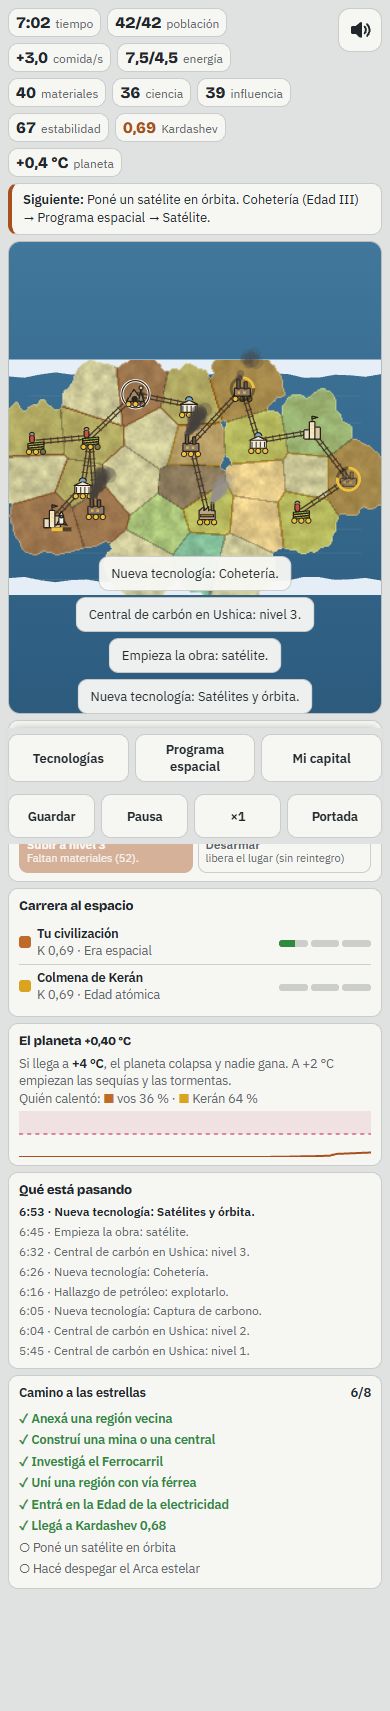 7:02 tiempo
42/42 población
+3,0 comida/s
7,5/4,5 energía
40 materiales
36 ciencia
39 influencia
67 estabilidad
0,69 Kardashev
+0,4 °C planeta
Siguiente: Poné un satélite en órbita. Cohetería (Edad III)
→ Programa espacial → Satélite.
Nueva tecnología: Cohetería.
Central de carbón en Ushica: nivel 3.
Empieza la obra: satélite.
Nueva tecnología: Satélites y órbita.
Tecnologías
Programa
espacial
Mi capital
Guardar
Pausa
×1
Portada
Subir a nivel 3
Faltan materiales (52).
Desarmar
libera el lugar (sin reintegro)
Carrera al espacio
Tu civilización
K 0,69 · Era espacial
Colmena de Kerán
K 0,69 · Edad atómica
El planeta +0,40 °C
Si llega a +4 °C, el planeta colapsa y nadie gana. A +2 °C
empiezan las sequías y las tormentas.
Quién calentó: vos 36 % · Kerán 64 %
Qué está pasando
6:53 · Nueva tecnología: Satélites y órbita.
6:45 · Empieza la obra: satélite.
6:32 · Central de carbón en Ushica: nivel 3.
6:26 · Nueva tecnología: Cohetería.
6:16 · Hallazgo de petróleo: explotarlo.
6:05 · Nueva tecnología: Captura de carbono.
6:04 · Central de carbón en Ushica: nivel 2.
5:45 · Central de carbón en Ushica: nivel 1.
Camino a las estrellas 6/8
✓ Anexá una región vecina
✓ Construí una mina o una central
✓ Investigá el Ferrocarril
✓ Uní una región con vía férrea
✓ Entrá en la Edad de la electricidad
✓ Llegá a Kardashev 0,68
○ Poné un satélite en órbita
○ Hacé despegar el Arca estelar